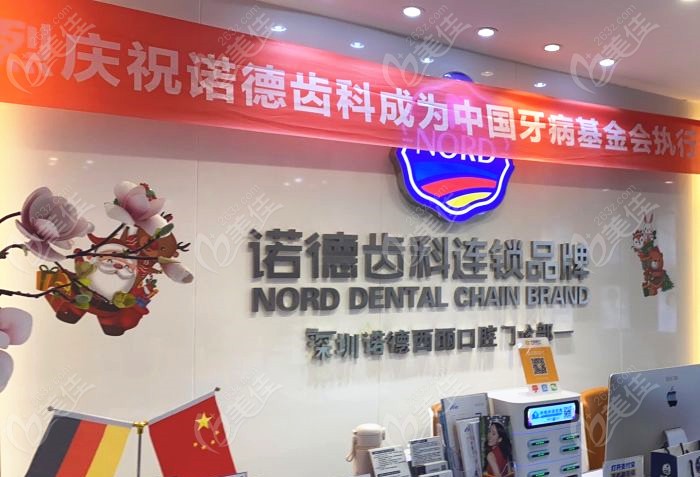 烈庆祝诺德齿科成为中国牙病基金会执行
NORD
诺德齿科连锁品牌
NORD DENTAL CHAIN BRAND
深圳诺德西丽口腔门诊部一